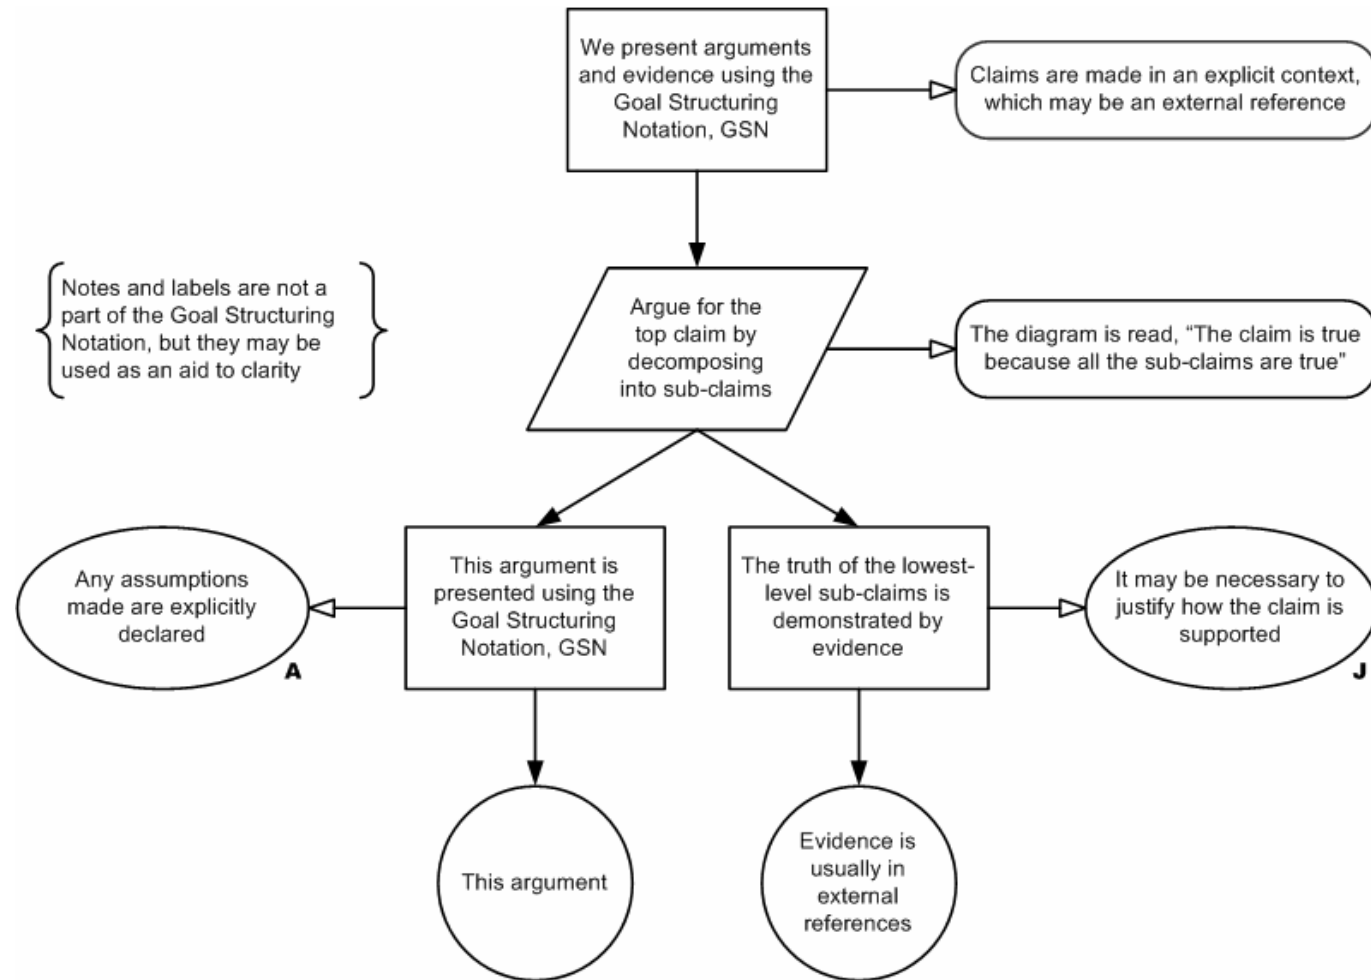 We present arguments
and evidence using the
Goal Structuring
Notation, GSN
Claims are made in an explicit context,
which may be an external reference
Notes and labels are not a
part of the Goal Structuring
Notation, but they may be
used as an aid to clarity
Argue for the
top claim by
decomposing
into sub-claims
The diagram is read, “The claim is true
because all the sub-claims are true”
Any assumptions
made are explicitly
declared
A
This argument is
presented using the
Goal Structuring
Notation, GSN
The truth of the lowest-
level sub-claims is
demonstrated by
evidence
It may be necessary to
justify how the claim is
supported
J
This argument
Evidence is
usually in
external
references